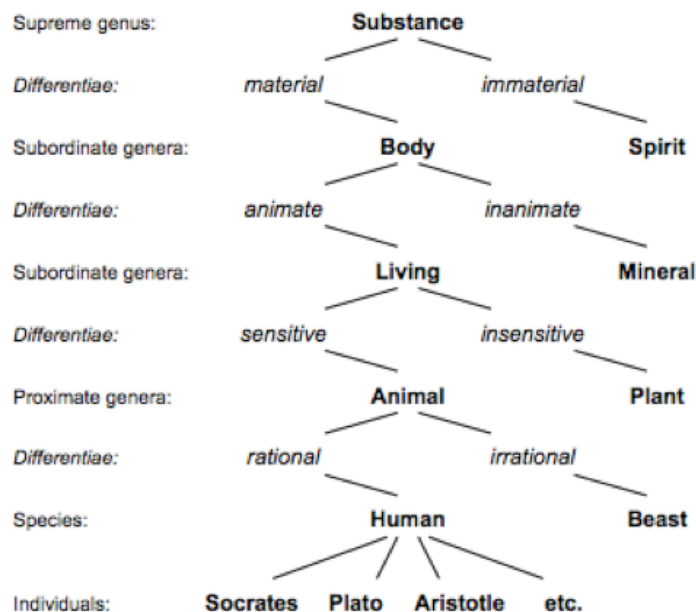 Supreme genus: Substance
Differentiae: material immaterial
Subordinate genera: Body Spirit
Differentiae: animate inanimate
Subordinate genera: Living Mineral
Differentiae: sensitive insensitive
Proximate genera: Animal Plant
Differentiae: rational irrational
Species: Human Beast
Individuals: Socrates Plato Aristotle etc.